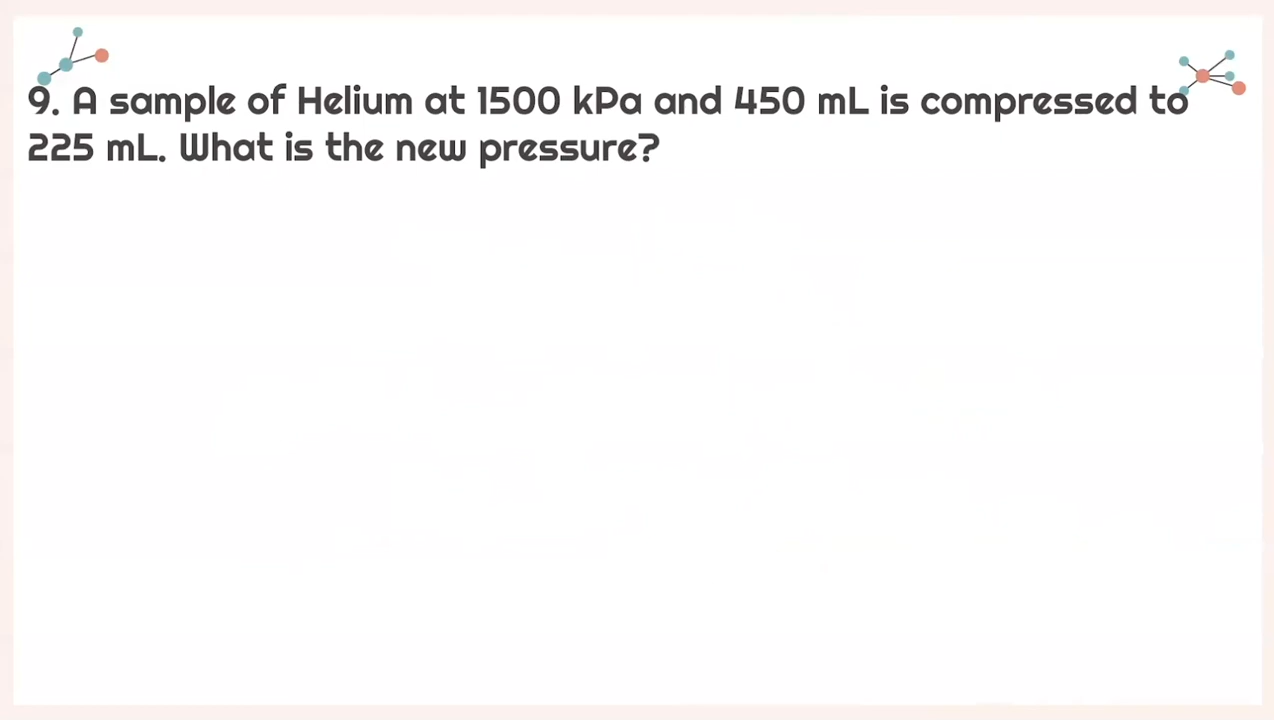 9. A sample of Helium at 1500 kPa and 450 mL is compressed to
225 mL. What is the new pressure?